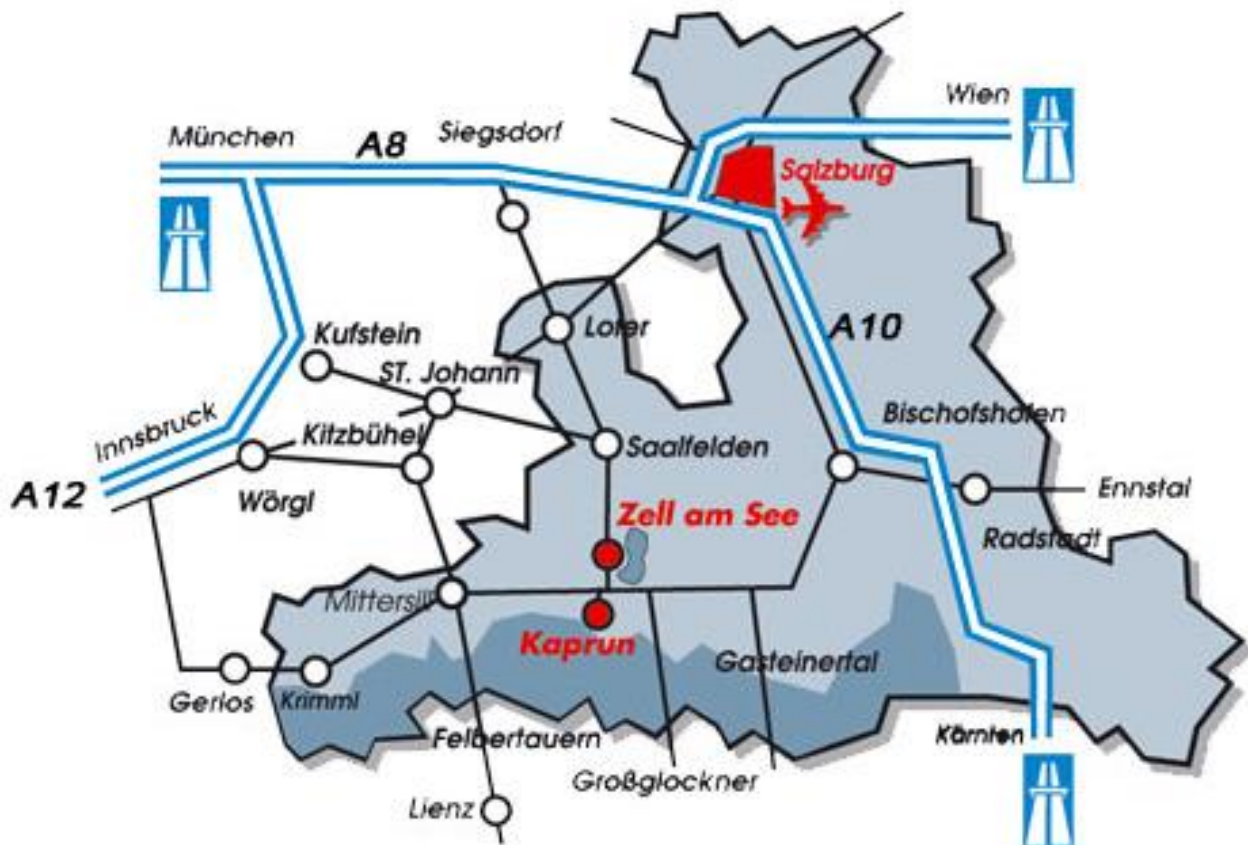 Wien
Siegsdorf
München
A8
Salzburg
Lofer
A10
Kufstein
ST. Johann
Innsbruck
Kitzbühel
Bischofshofen
Saalfelden
A12
Wörgl
Ennstal
Zell am See
Radstadt
Mittersill
Kaprun
Gasteinertal
Gerlos
Krimml
Felbertauern
Kärnten
Großglockner
Lienz